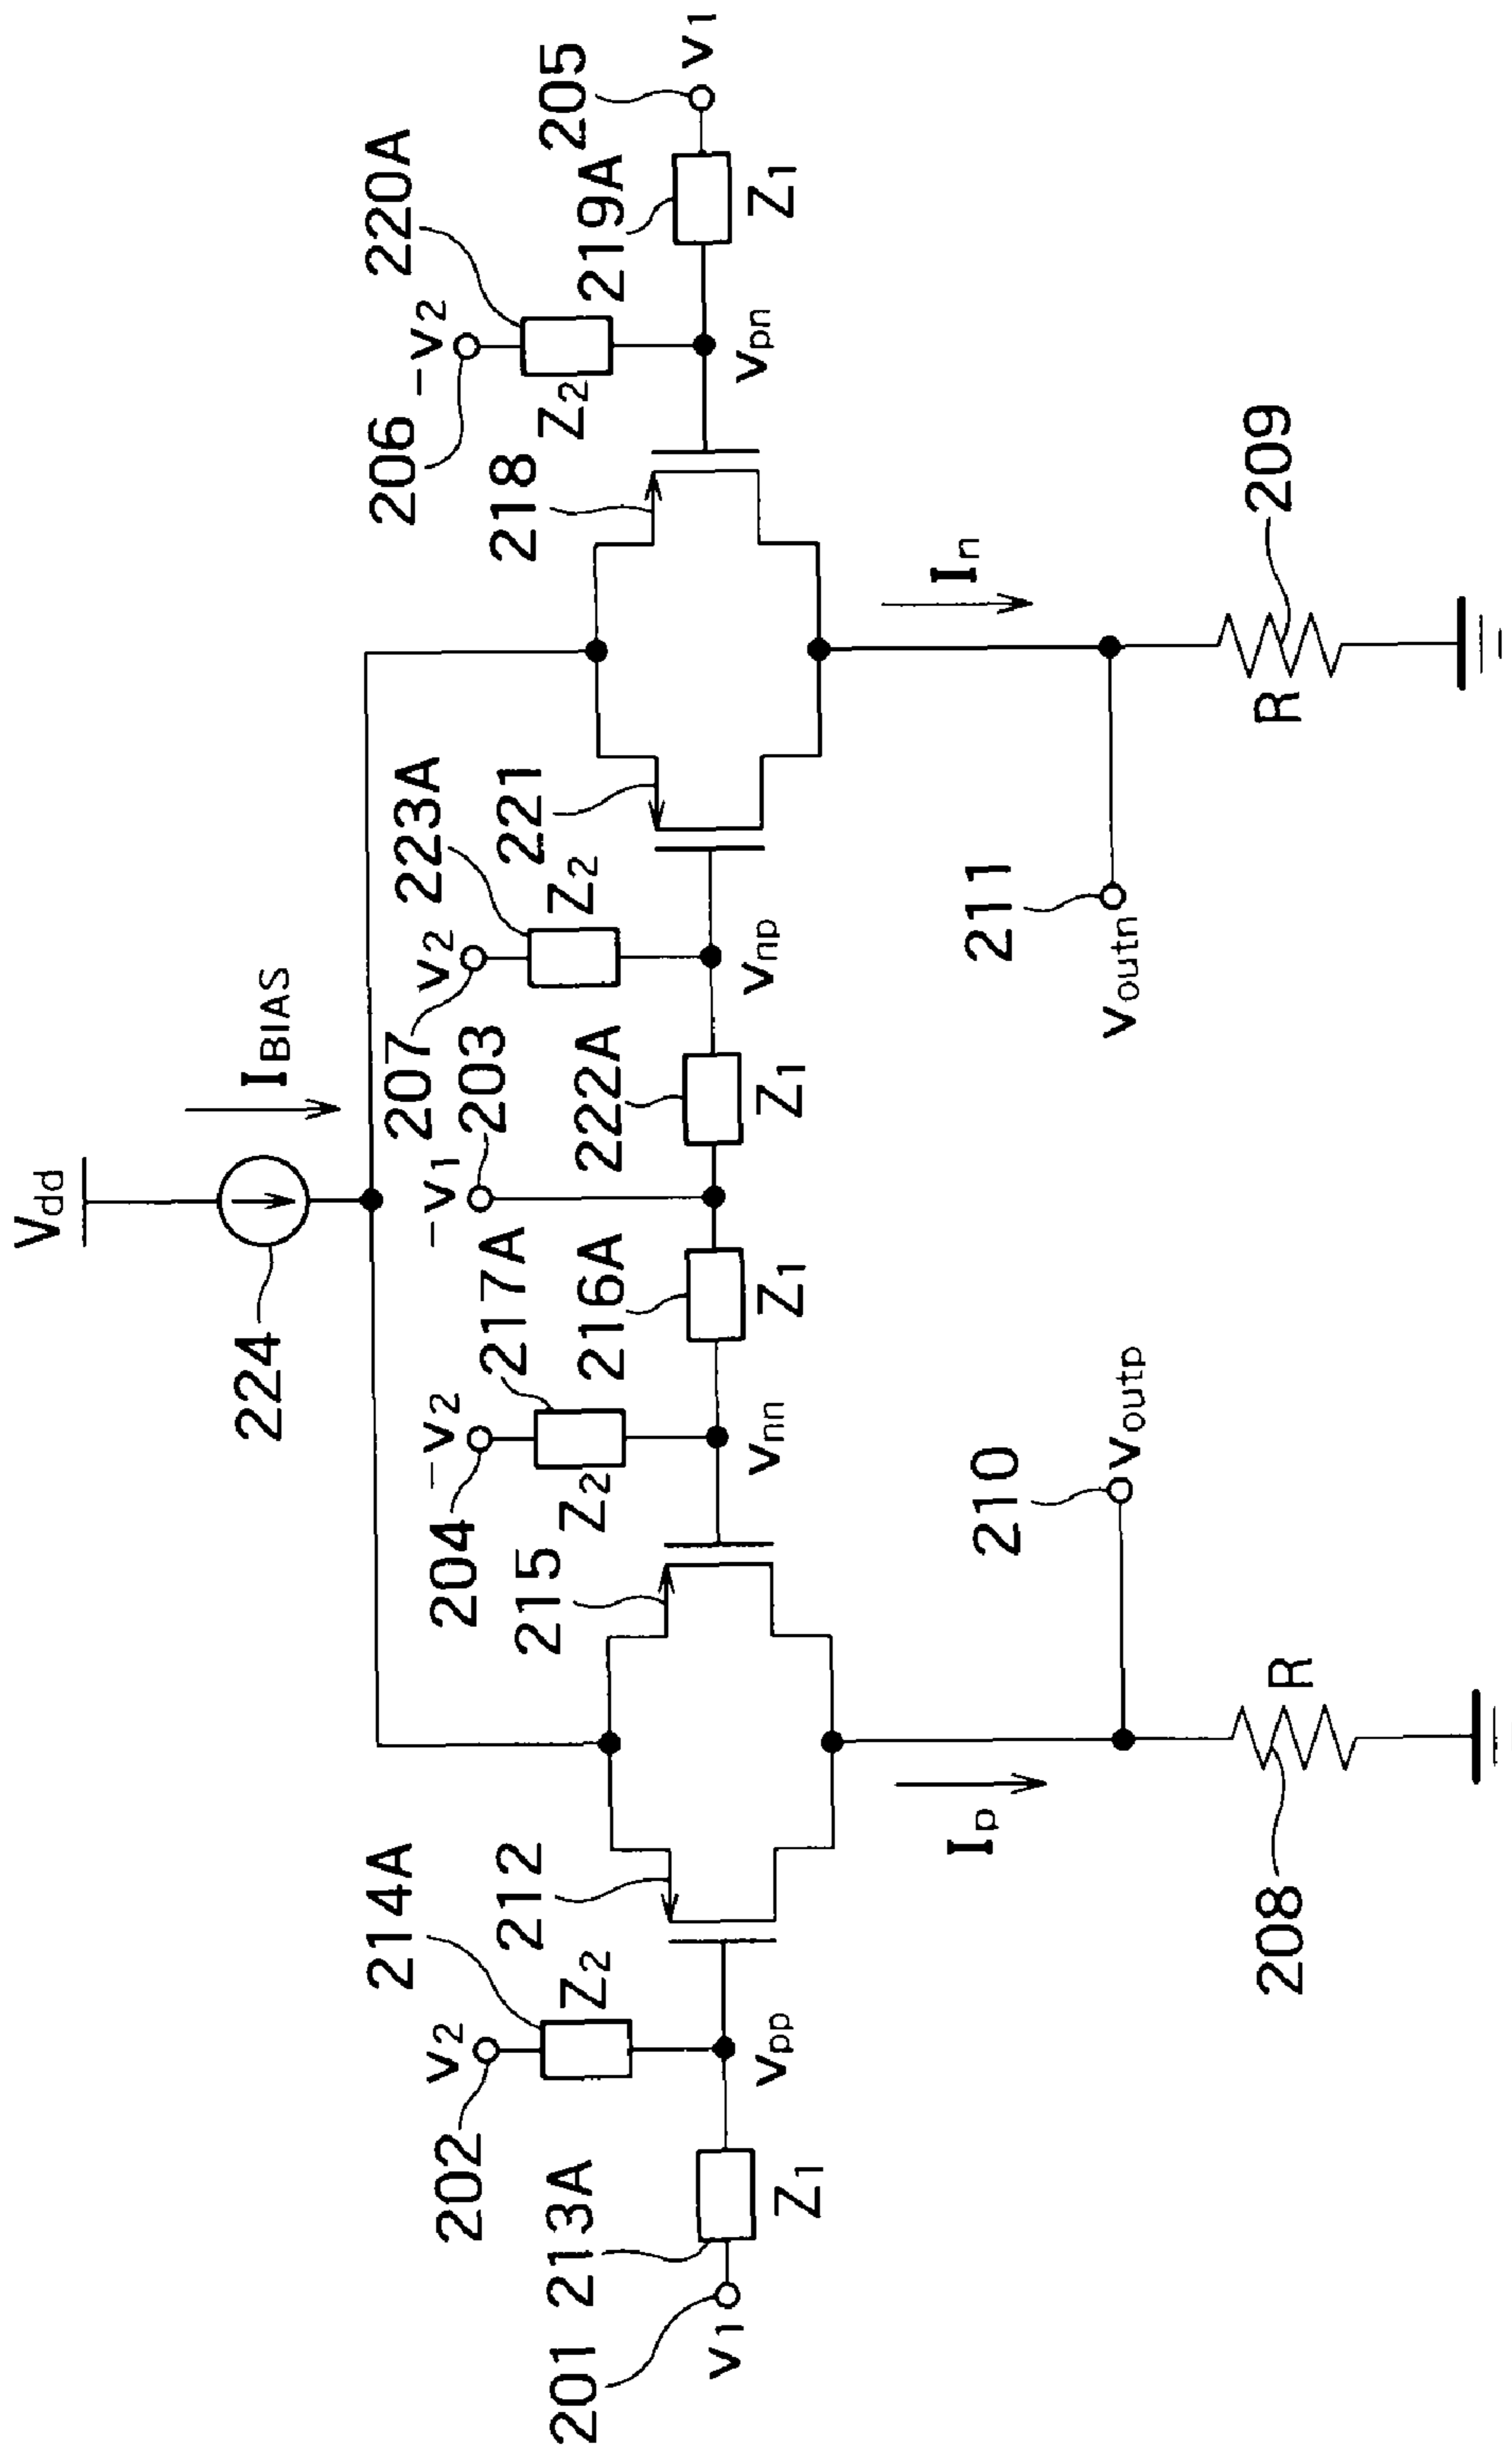 Vdd
IBIAS
224
214A
v2
202
Z2
212
204
-v2
217A
-v1
203
207
v2
223A
Z2
221
206
-v2
220A
Z2
218
219A
205
v1
201
213A
v1
Z1
vpp
215
Z2
216A
vnn
Z1
222A
Z1
vnp
vpn
Z1
Ip
210
voutp
211
voutn
In
208
R
R
209